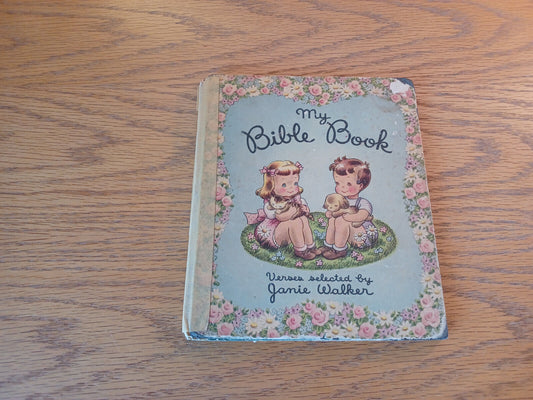 My
Bible Book
Verses selected by
Janie Walker